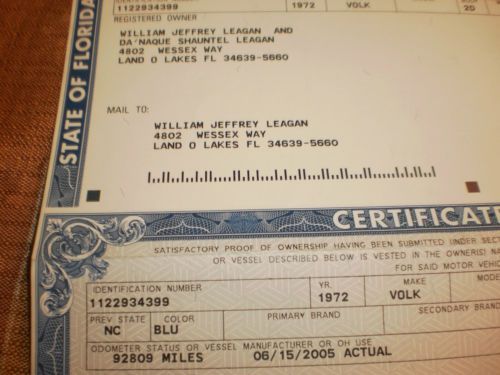 IDENTIFICATION NUMBER
1122934399
1972
VOLK
2D
REGISTERED OWNER
WILLIAM JEFFREY LEAGAN AND
DA'NAQUE SHAUNTEL LEAGAN
4802 WESSEX WAY
LAND O LAKES FL 34639-5660
STATE OF FLORIDA
MAIL TO:
WILLIAM JEFFREY LEAGAN
4802 WESSEX WAY
LAND O LAKES FL 34639-5660
CERTIFICATE
SATISFACTORY PROOF OF OWNERSHIP HAVING BEEN SUBMITTED UNDER SECT
OR VESSEL DESCRIBED BELOW IS VESTED IN THE OWNER(S)
FOR SAID MOTOR VEHIC
IDENTIFICATION NUMBER
1122934399
YR.
1972
MAKE
VOLK
MODEL
PREV STATE
NC
COLOR
BLU
PRIMARY BRAND
SECONDARY BRAND
ODOMETER STATUS OR VESSEL MANUFACTURER OR OH USE
92809 MILES 06/15/2005 ACTUAL